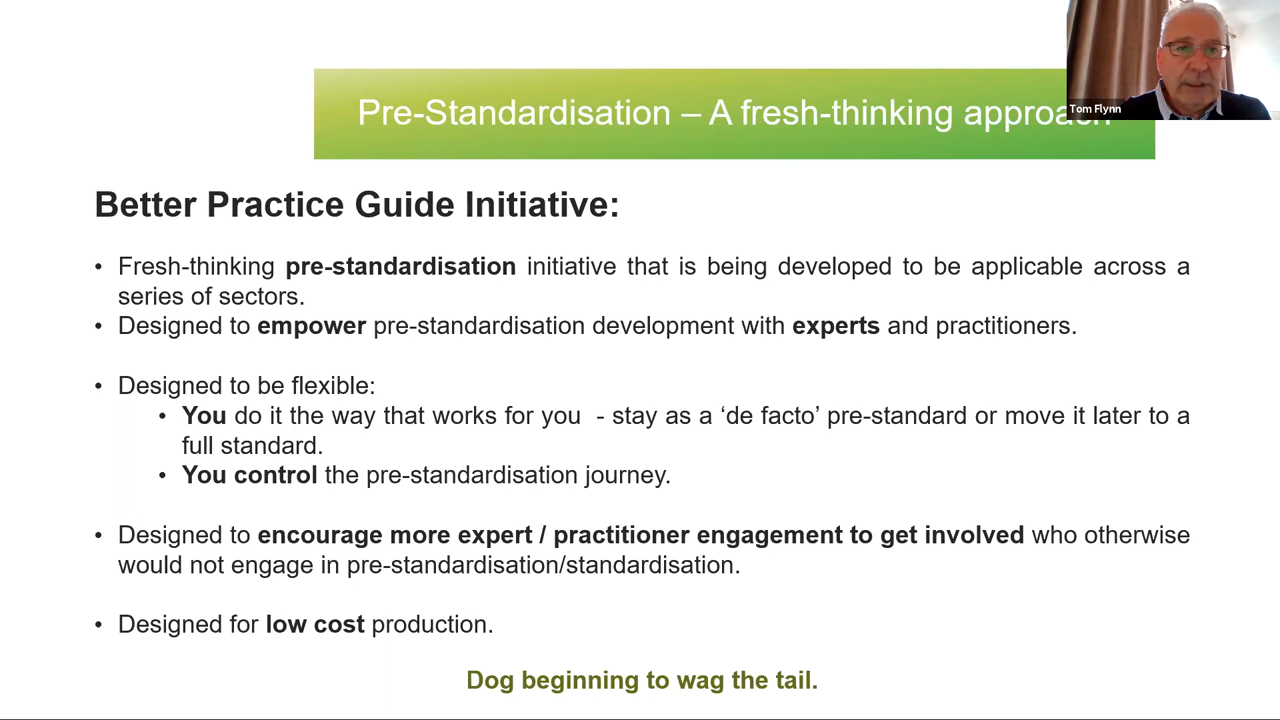 Pre-Standardisation – A fresh-thinking approach
Tom Flynn
Better Practice Guide Initiative:
• Fresh-thinking pre-standardisation initiative that is being developed to be applicable across a
series of sectors.
• Designed to empower pre-standardisation development with experts and practitioners.
• Designed to be flexible:
• You do it the way that works for you - stay as a ‘de facto’ pre-standard or move it later to a
full standard.
• You control the pre-standardisation journey.
• Designed to encourage more expert / practitioner engagement to get involved who otherwise
would not engage in pre-standardisation/standardisation.
• Designed for low cost production.
Dog beginning to wag the tail.